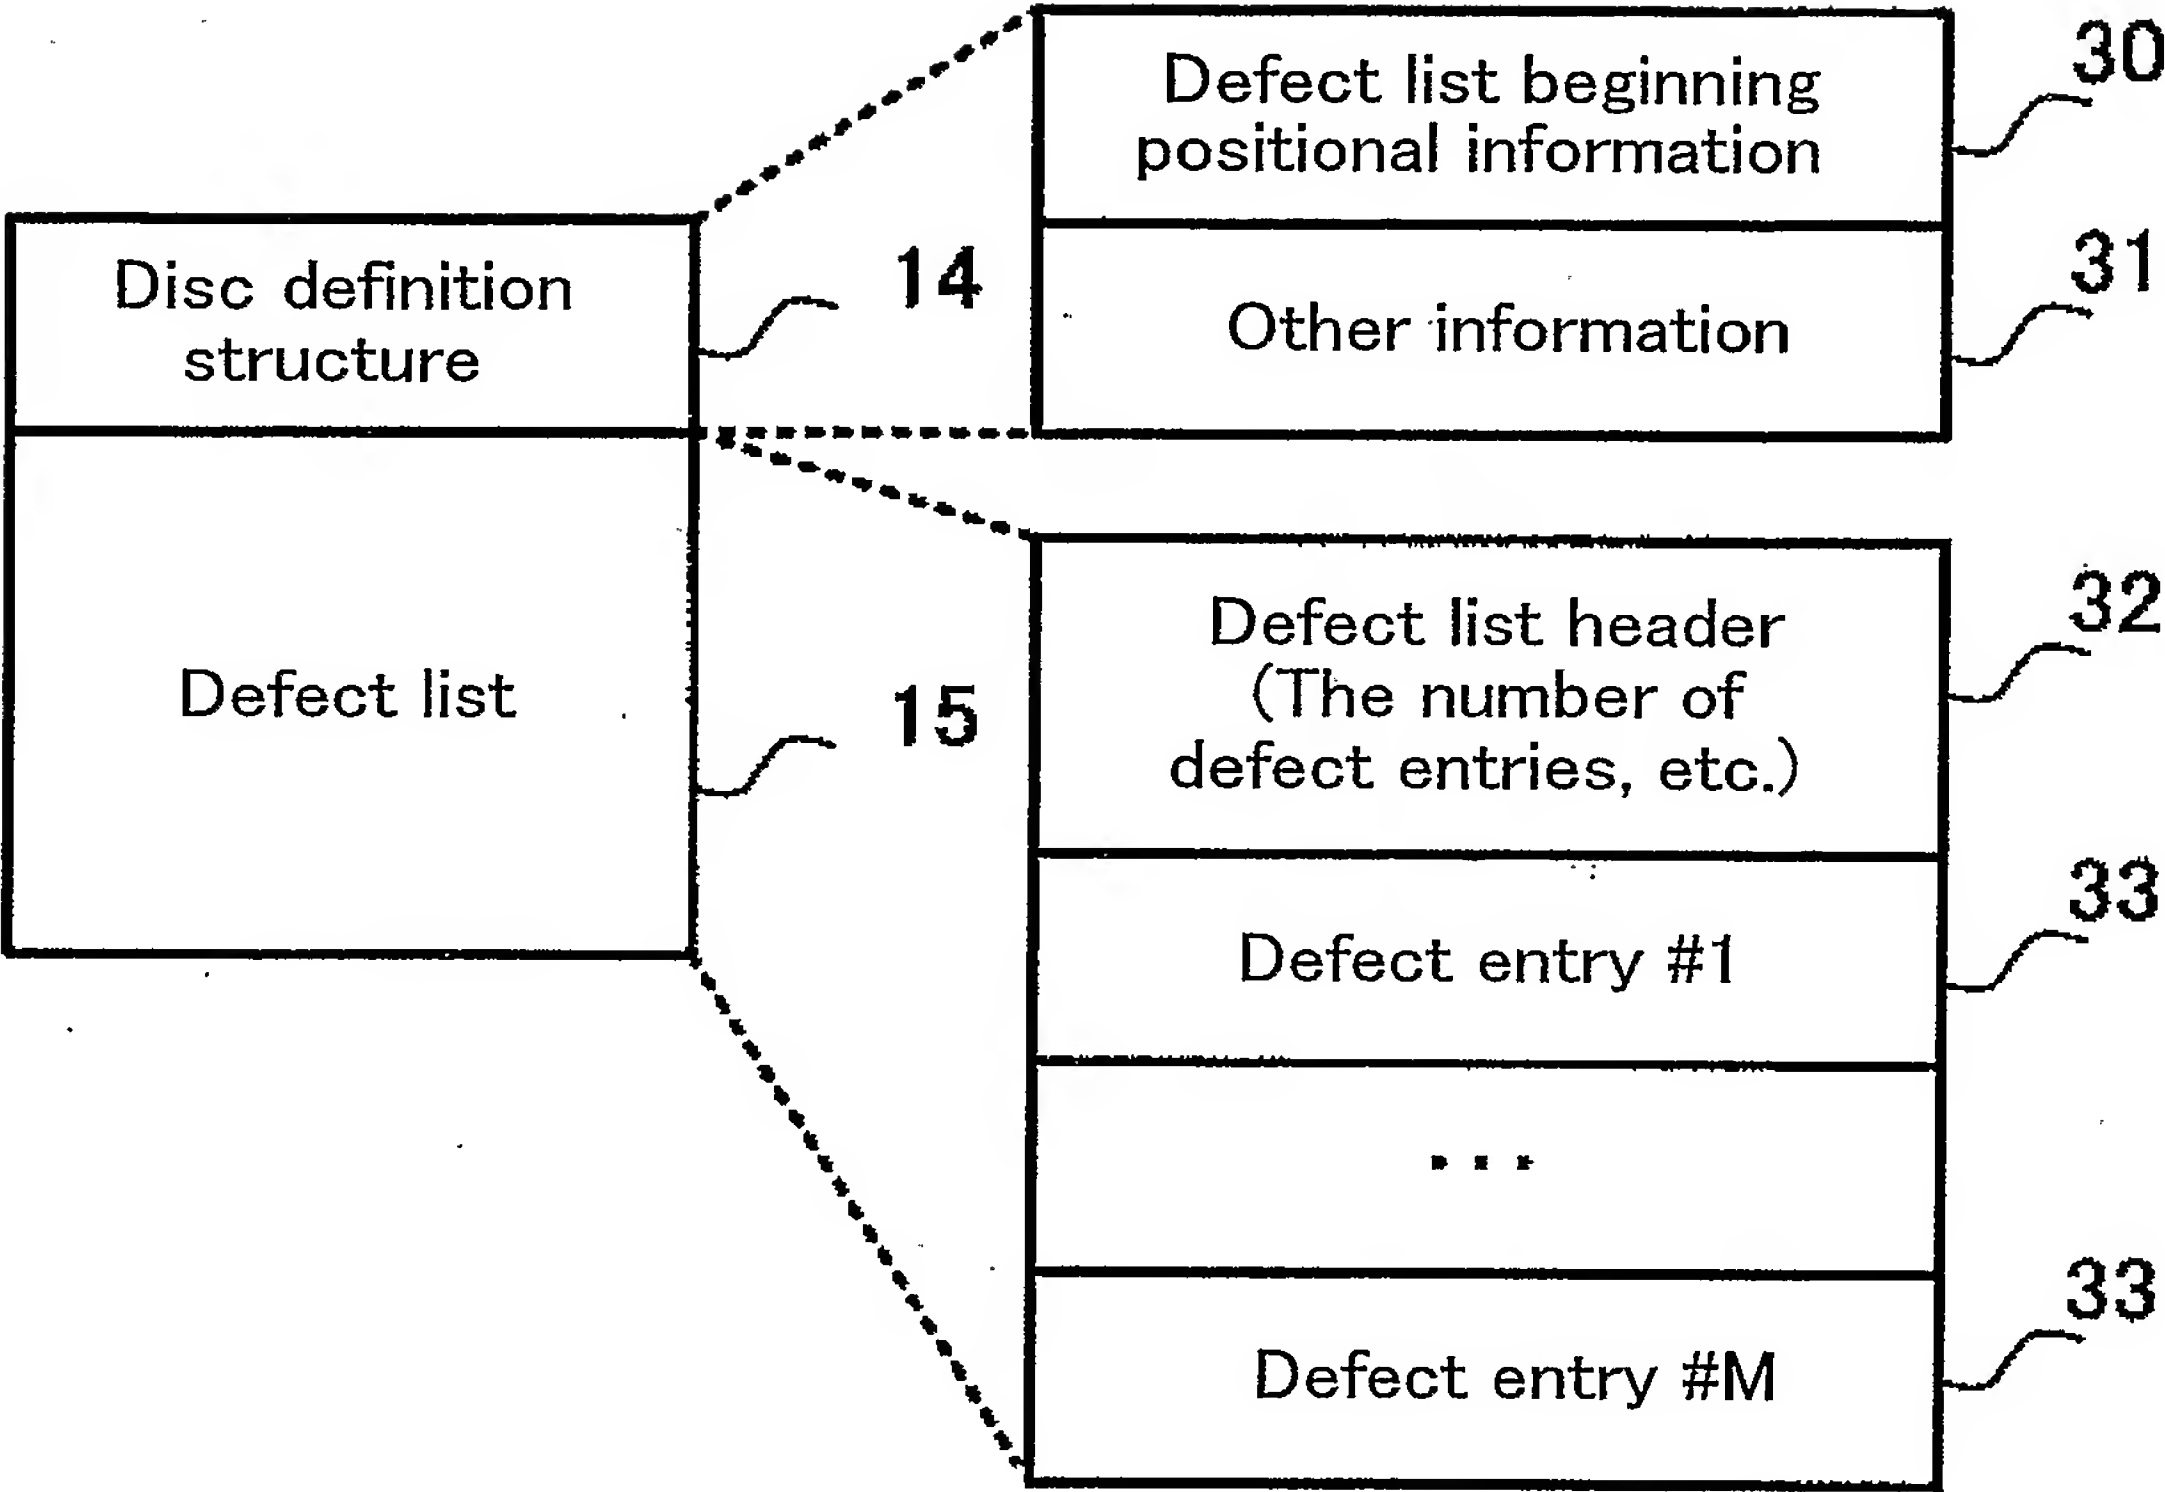 Disc definition
structure
14
Defect list
15
Defect list beginning
positional information
30
Other information
31
Defect list header
(The number of
defect entries, etc.)
32
Defect entry #1
33
...
Defect entry #M
33